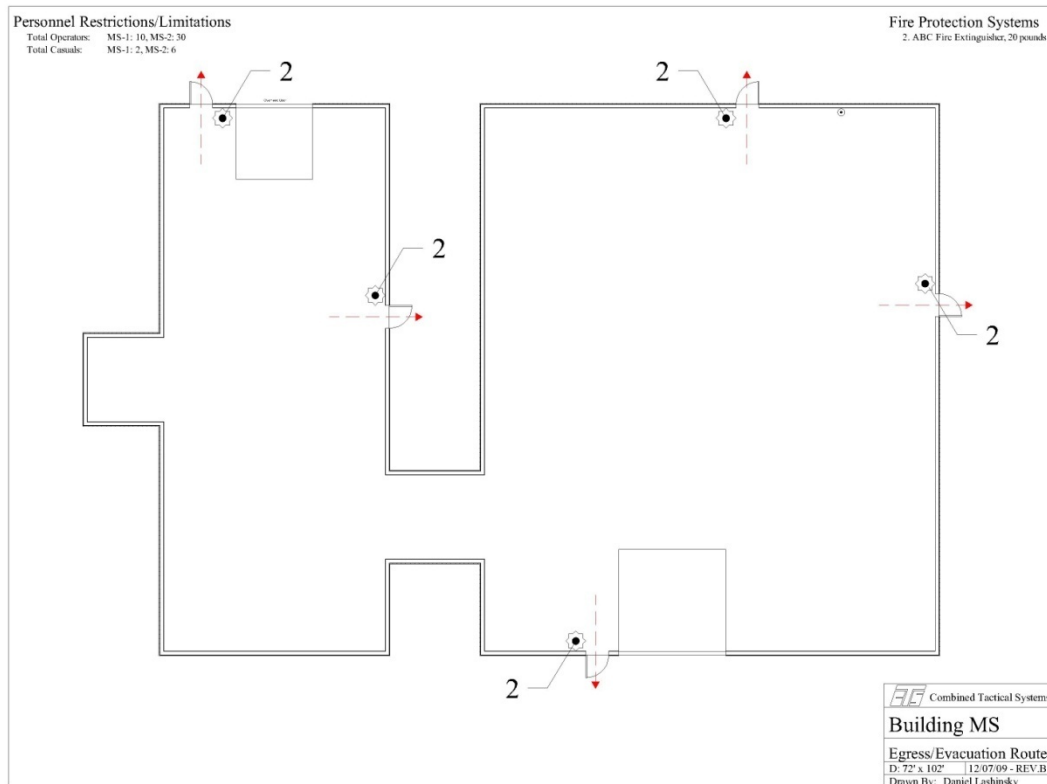 Personnel Restrictions/Limitations
Total Operators: MS-1: 10, MS-2: 30
Total Casuals: MS-1: 2, MS-2: 6
Fire Protection Systems
2. ABC Fire Extinguisher, 20 pounds
2
2
2
2
2
Combined Tactical Systems
Building MS
Egress/Evacuation Route
D: 72' x 102' 12/07/09 - REV.B
Drawn By: Daniel Lashinsky